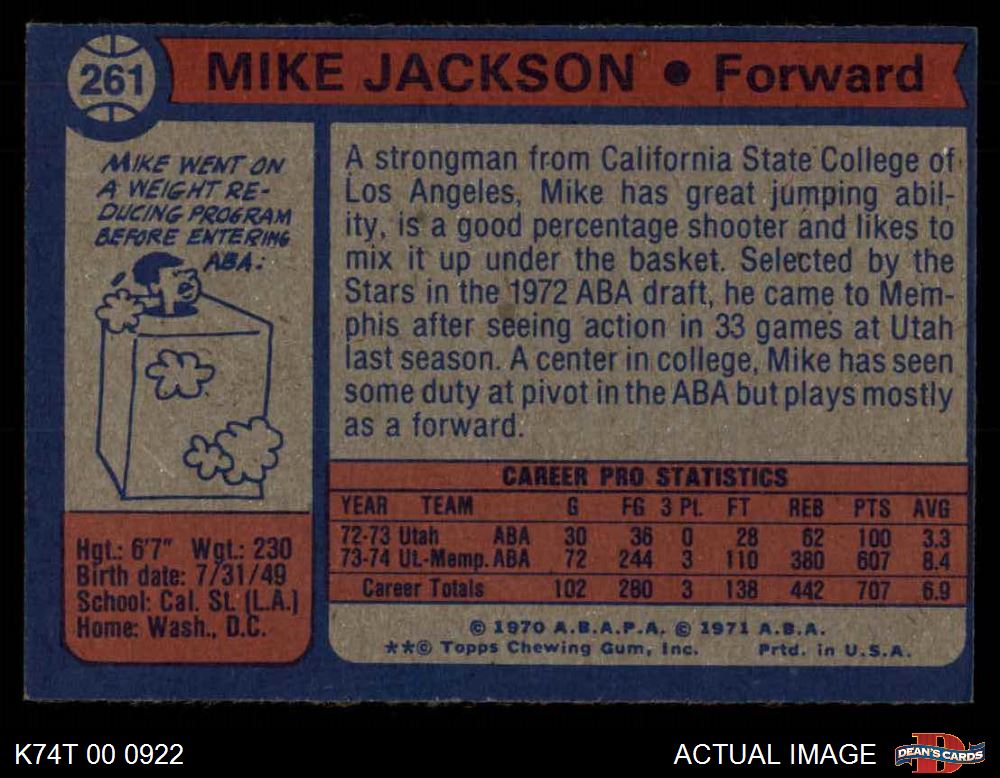 261
MIKE JACKSON • Forward
MIKE WENT ON
A WEIGHT RE-
DUCING PROGRAM
BEFORE ENTERING
ABA.
A strongman from California State College of
Los Angeles, Mike has great jumping abil-
ity, is a good percentage shooter and likes to
mix it up under the basket. Selected by the
Stars in the 1972 ABA draft, he came to Mem-
phis after seeing action in 33 games at Utah
last season. A center in college, Mike has seen
some duty at pivot in the ABA but plays mostly
as a forward.
Hgt.: 6'7" Wgt.: 230
Birth date: 7/31/49
School: Cal. St. (L.A.)
Home: Wash., D.C.
CAREER PRO STATISTICS
YEAR TEAM G FG 3 Pt. FT REB PTS AVG
72-73 Utah ABA 30 36 0 28 62 100 3.3
73-74 Ut.-Memp. ABA 72 244 3 110 380 607 8.4
Career Totals 102 280 3 138 442 707 6.9
© 1970 A.B.A.P.A. © 1971 A.B.A.
**© Topps Chewing Gum, Inc. Prtd. in U.S.A.
K74T 00 0922
ACTUAL IMAGE
DEAN'S CARDS